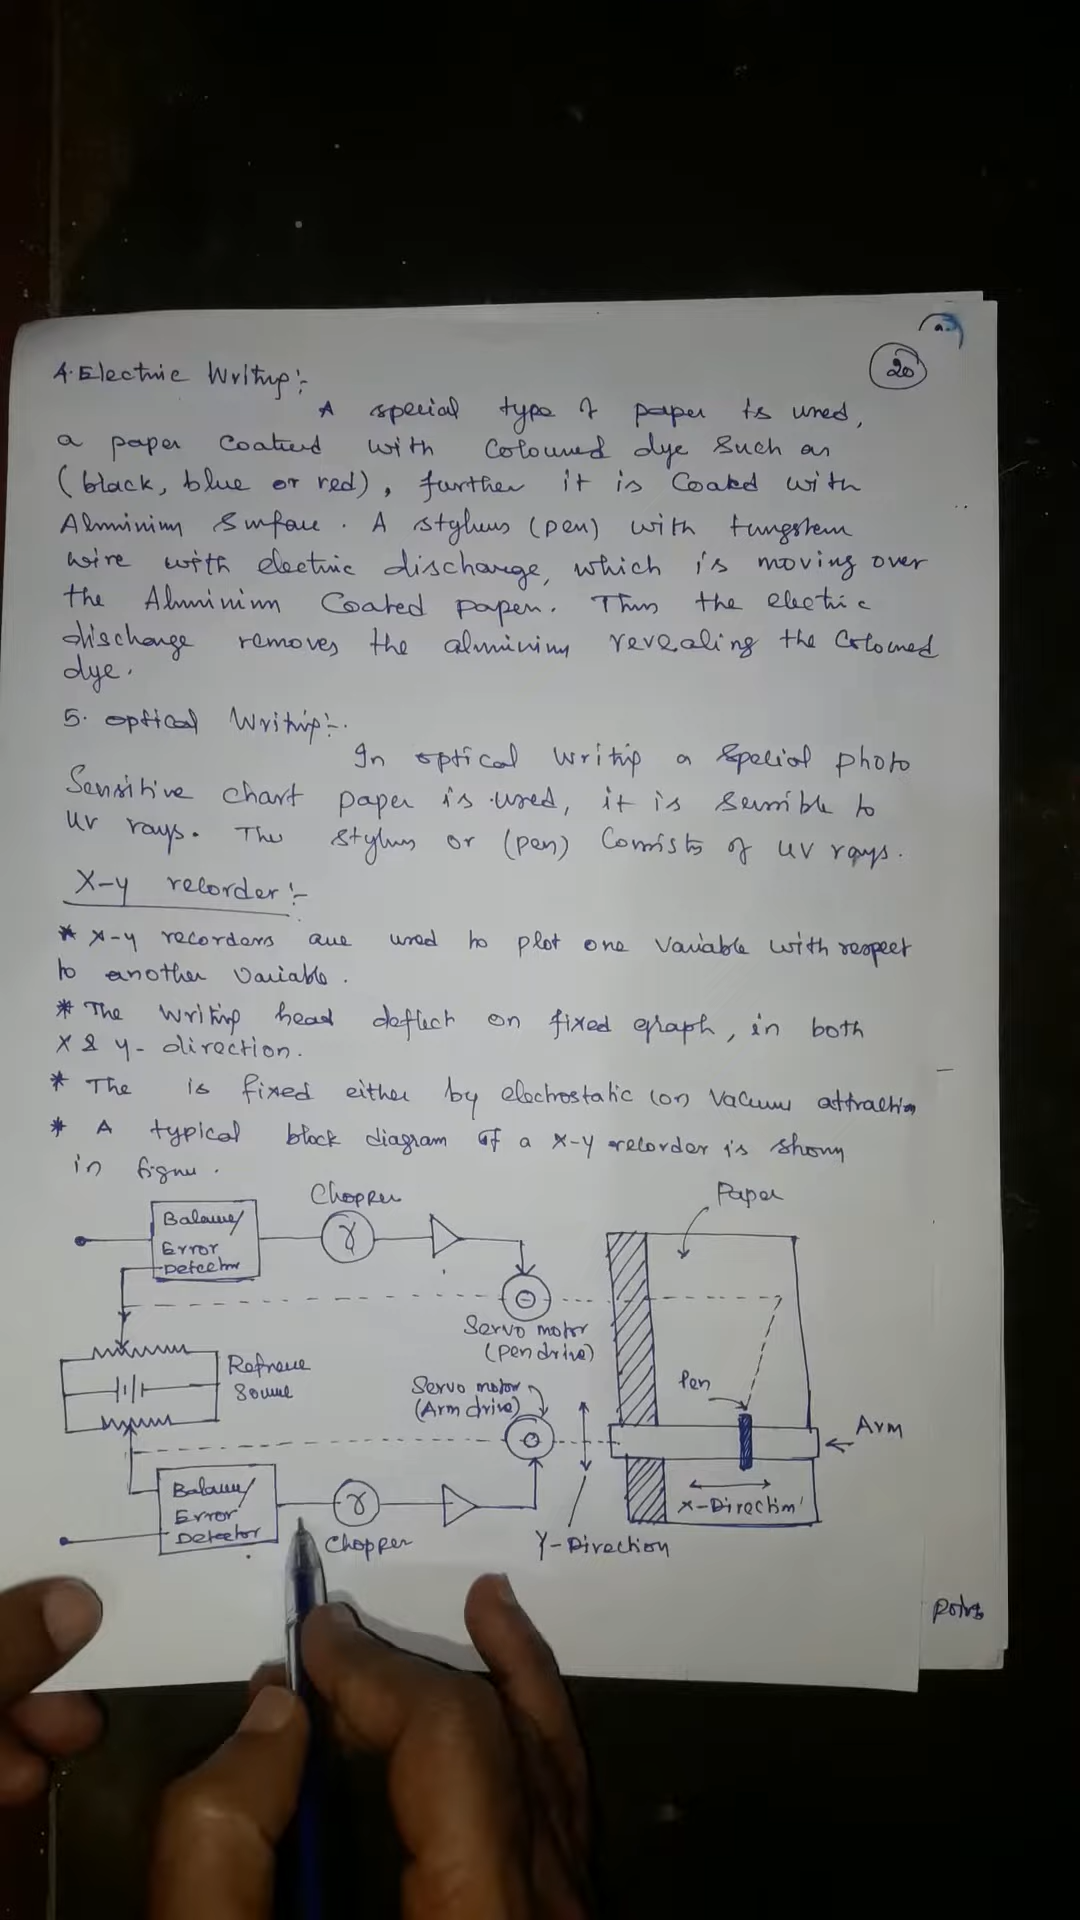 20
4. Electric Writing:-
A special type of paper is used,
a paper coated with Coloured dye Such as
(black, blue or red), further it is Coated with
Aluminium Surface. A stylus (pen) with tungsten
wire with electric discharge, which is moving over
the Aluminium Coated paper. Thus the electric
discharge removes the aluminium revealing the Coloured
dye.
5. optical Writing:-
In optical writing a Special photo
Sensitive chart paper is used, it is sensible to
UV rays. The stylus or (pen) Consists of UV rays.
X-y recorder:-
* X-y recorders are used to plot one variable with respect
to another variable.
* The writing head deflect on fixed graph, in both
X & y-direction.
* The is fixed either by electrostatic (or) vacuum attraction
* A typical block diagram of a X-y recorder is shown
in figure.
Chopper
Paper
Balance/
Error
Detector
Servo motor
(pen drive)
Refrence
Source
Servo motor
(Arm drive)
Pen
Arm
Balance/
Error
Detector
Chopper
X-Direction
Y-Direction